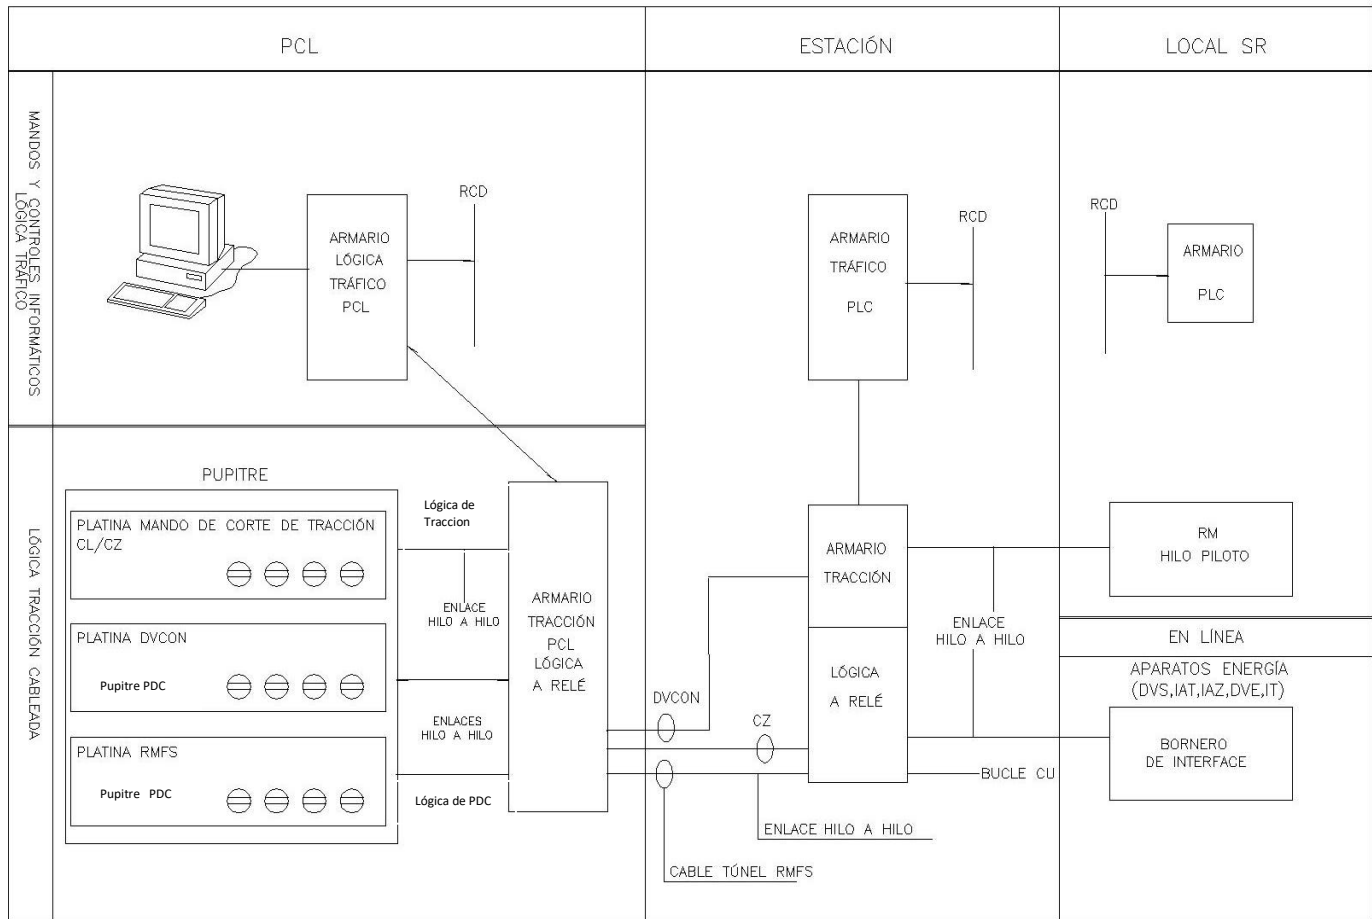 PCL
ESTACIÓN
LOCAL SR
MANDOS Y CONTROLES INFORMÁTICOS
LÓGICA TRÁFICO
ARMARIO
LÓGICA
TRÁFICO
PCL
RCD
ARMARIO
TRÁFICO
PLC
RCD
RCD
ARMARIO
PLC
LÓGICA TRACCIÓN CABLEADA
PUPITRE
PLATINA MANDO DE CORTE DE TRACCIÓN
CL/CZ
PLATINA DVCON
Pupitre PDC
PLATINA RMFS
Pupitre PDC
Lógica de
Traccion
ENLACE
HILO A HILO
ENLACES
HILO A HILO
Lógica de PDC
ARMARIO
TRACCIÓN
PCL
LÓGICA
A RELÉ
DVCON
CZ
ARMARIO
TRACCIÓN
LÓGICA
A RELÉ
ENLACE
HILO A HILO
BUCLE CU
ENLACE HILO A HILO
CABLE TÚNEL RMFS
RM
HILO PILOTO
EN LÍNEA
APARATOS ENERGÍA
(DVS,IAT,IAZ,DVE,IT)
BORNERO
DE INTERFACE